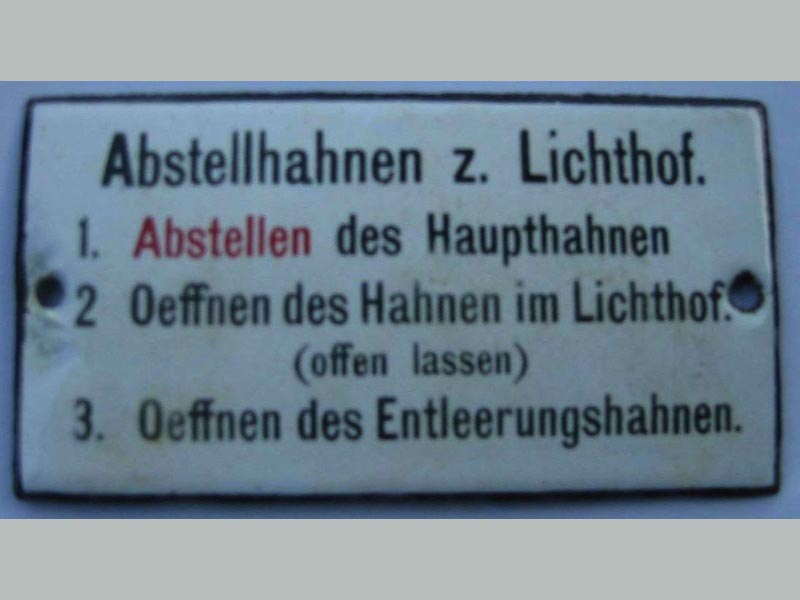 Abstellhahnen z. Lichthof.
1. Abstellen des Haupthahnen
2 Oeffnen des Hahnen im Lichthof.
(offen lassen)
3. Oeffnen des Entleerungshahnen.